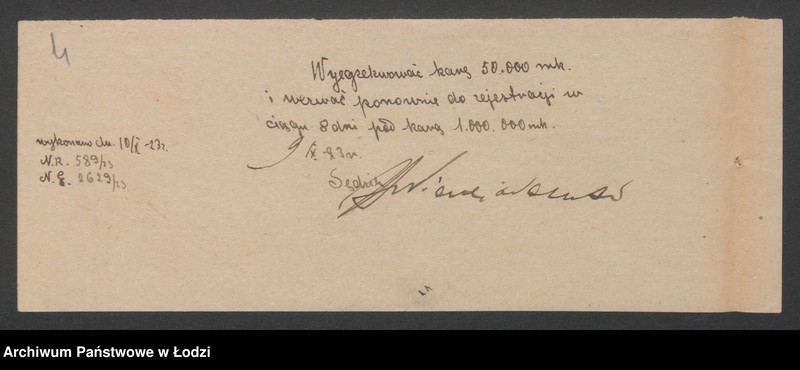 4
Wyegzekwować karę 50.000 mk.
i wezwać ponownie do rejestracji w
ciągu 8 dni pod karą 1.000.000 mk.
9/X 23 r.
Sędzia
wykonano dn. 10/X-23r.
N.R. 589/23
N. E. 2629/23
Archiwum Państwowe w Łodzi